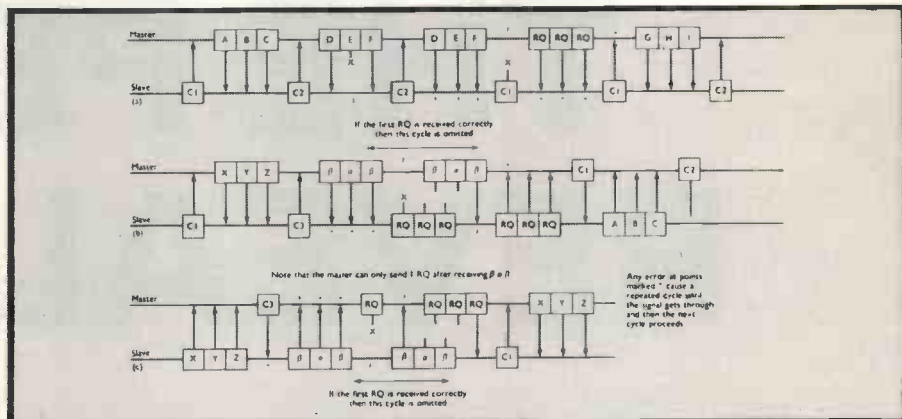 Master A B C D E F D E F RQ RQ RQ G H I
X X
Slave C1 C2 C2 C1 C1 C2
(a)
If the first RQ is received correctly
then this cycle is omitted
Master X Y Z β α β β α β C1 C2
X
Slave C1 C3 RQ RQ RQ RQ RQ RQ A B C
(b)
Note that the master can only send 1 RQ after receiving β α β
Any error at points
marked * cause a
repeated cycle until
the signal gets through
and then the next
cycle proceeds
Master C3 RQ RQ RQ RQ X Y Z
X
Slave X Y Z β α β β α β C1
(c)
If the first RQ is received correctly
then this cycle is omitted